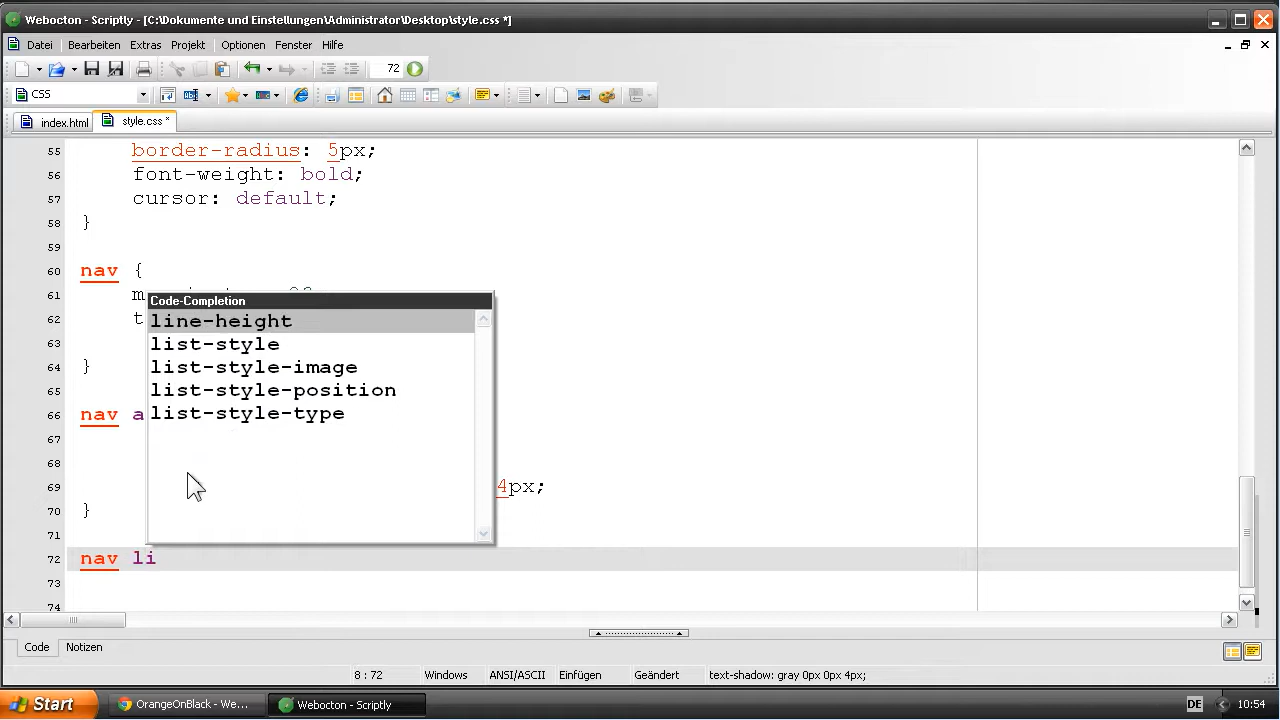 Webocton - Scriptly - [C:\Dokumente und Einstellungen\Administrator\Desktop\style.css *]
Datei Bearbeiten Extras Projekt Optionen Fenster Hilfe
72
CSS
index.html style.css *
55 border-radius: 5px;
56 font-weight: bold;
57 cursor: default;
58 }
59
60 nav {
61 m
62 t
63
64 }
65
66 nav a
67
68
69 4px;
70 }
71
72 nav li
73
74
Code-Completion
line-height
list-style
list-style-image
list-style-position
list-style-type
Code Notizen
8 : 72 Windows ANSI/ASCII Einfügen Geändert text-shadow: gray 0px 0px 4px;
Start OrangeOnBlack - We... Webocton - Scriptly DE 10:54